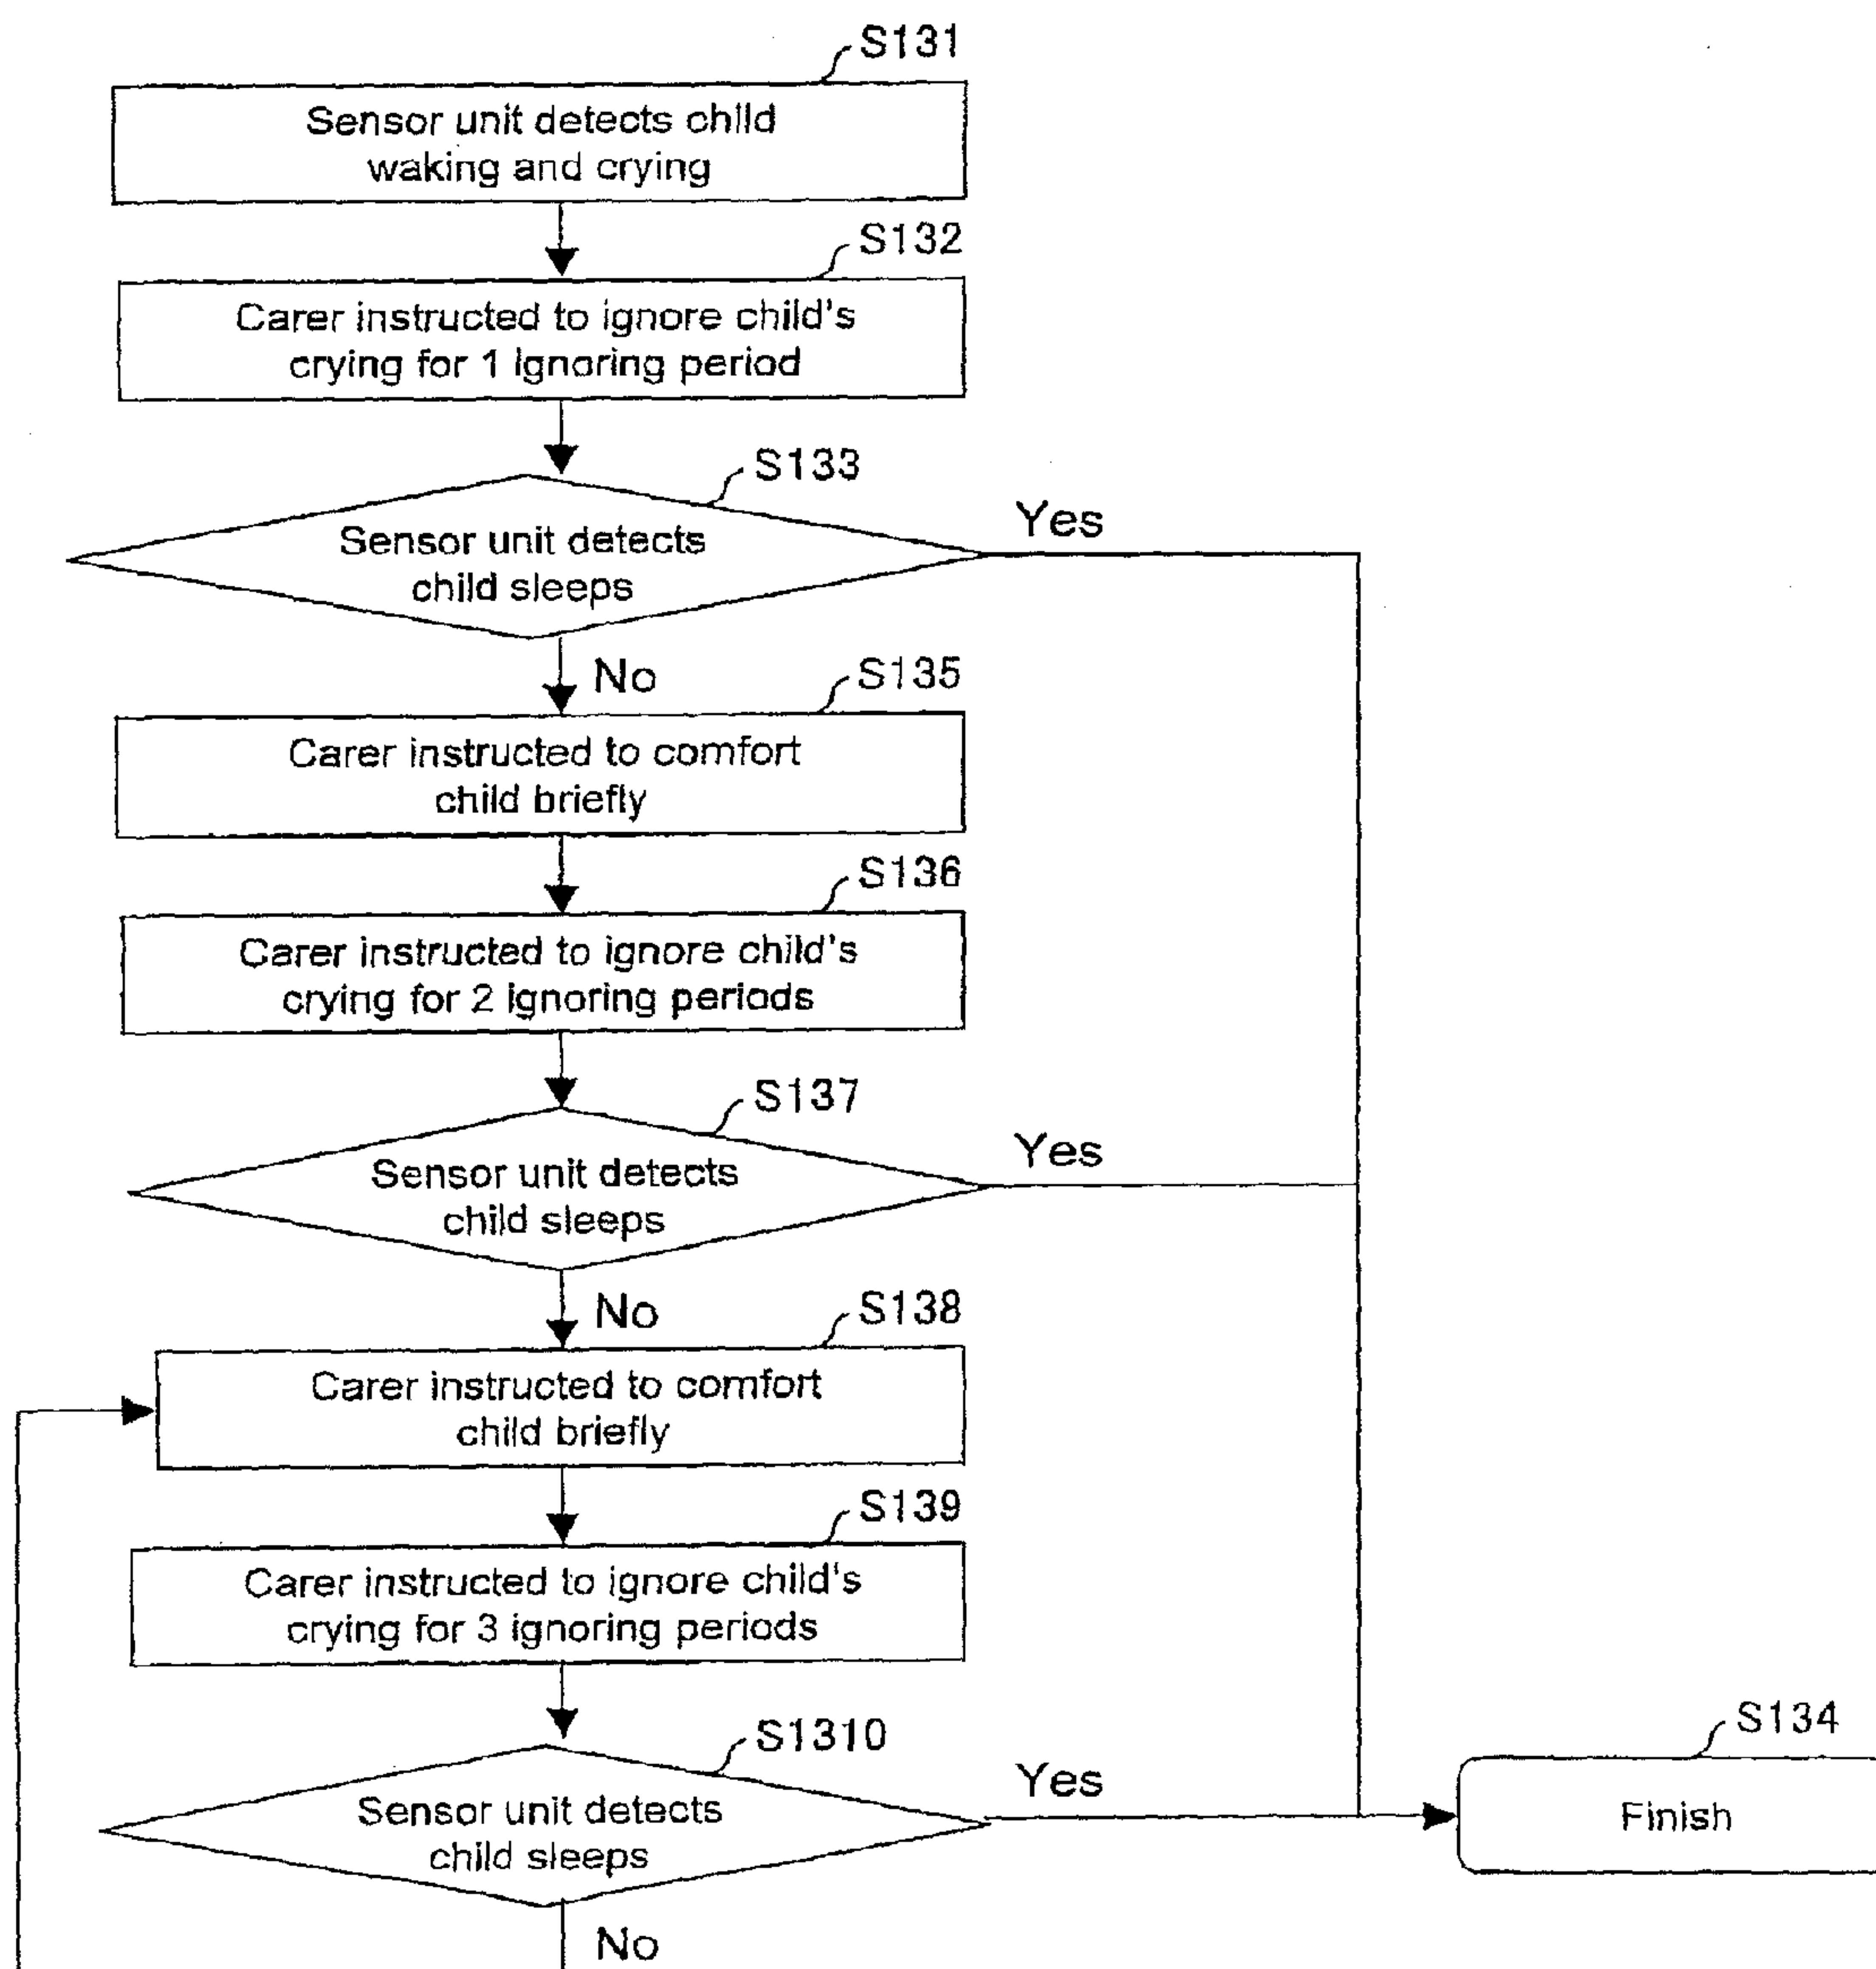 S131
Sensor unit detects child
waking and crying
S132
Carer instructed to ignore child's
crying for 1 ignoring period
S133
Sensor unit detects
child sleeps
Yes
No
S135
Carer instructed to comfort
child briefly
S136
Carer instructed to ignore child's
crying for 2 ignoring periods
S137
Sensor unit detects
child sleeps
Yes
No
S138
Carer instructed to comfort
child briefly
S139
Carer instructed to ignore child's
crying for 3 ignoring periods
S1310
Sensor unit detects
child sleeps
Yes
S134
Finish
No